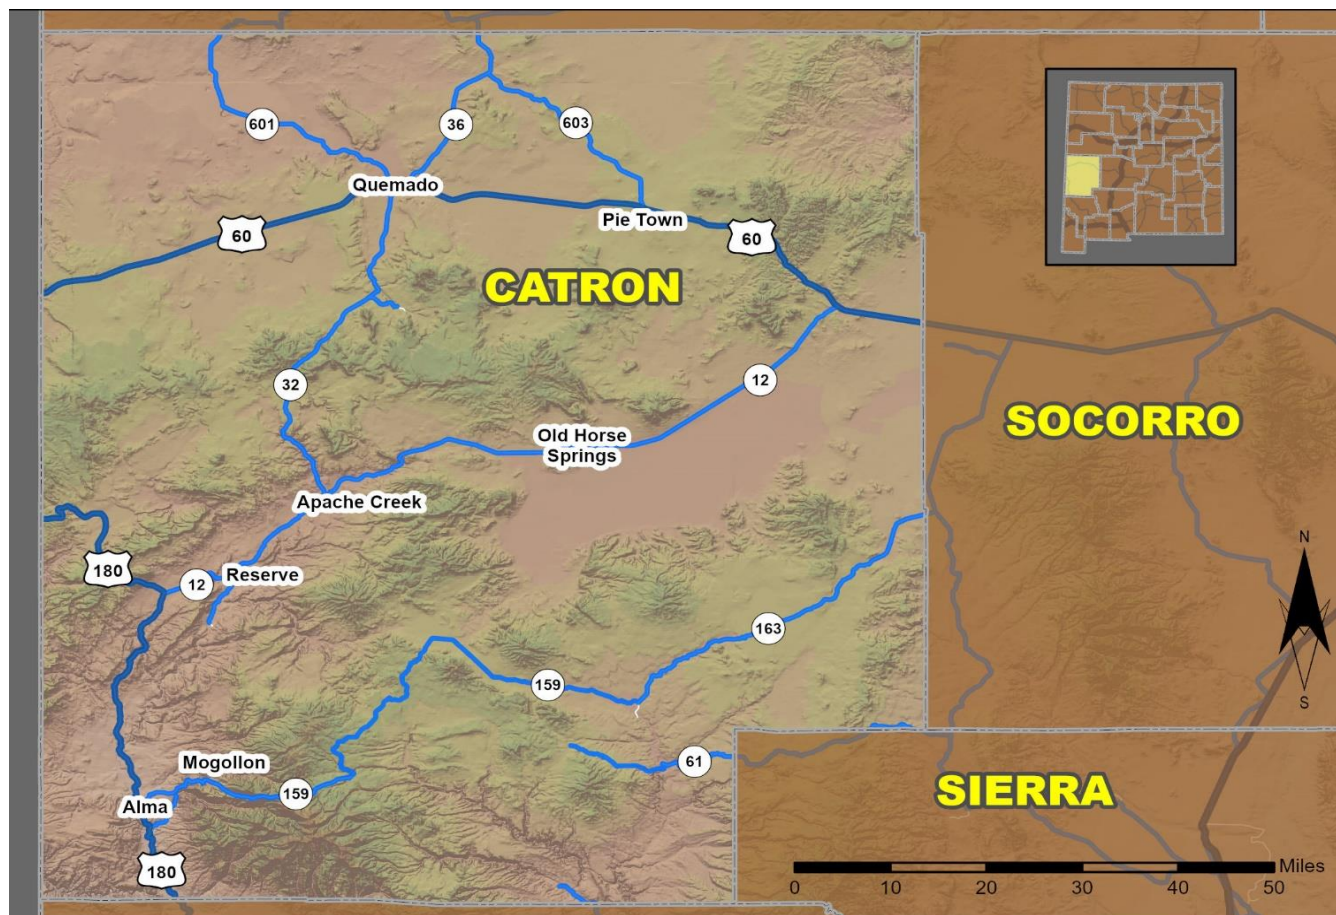 601
36
603
Quemado
Pie Town
60
60
CATRON
32
12
SOCORRO
Old Horse
Springs
Apache Creek
N
180
12
Reserve
163
159
S
Mogollon
61
159
Alma
SIERRA
180
Miles
0 10 20 30 40 50